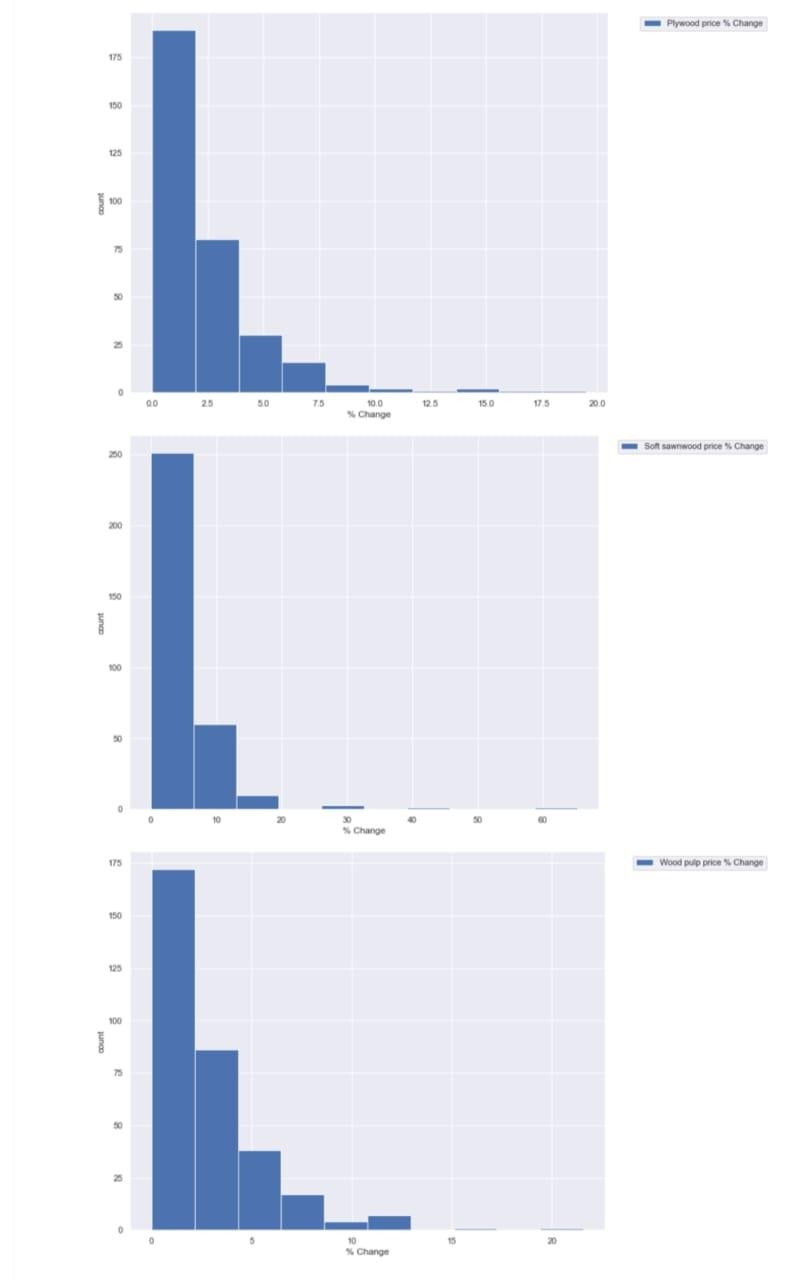 Plywood price % Change
175
150
125
100
75
50
25
0
count
0.0 2.5 5.0 7.5 10.0 12.5 15.0 17.5 20.0
% Change
Soft sawnwood price % Change
250
200
150
100
50
0
count
0 10 20 30 40 50 60
% Change
Wood pulp price % Change
175
150
125
100
75
50
25
0
count
0 5 10 15 20
% Change